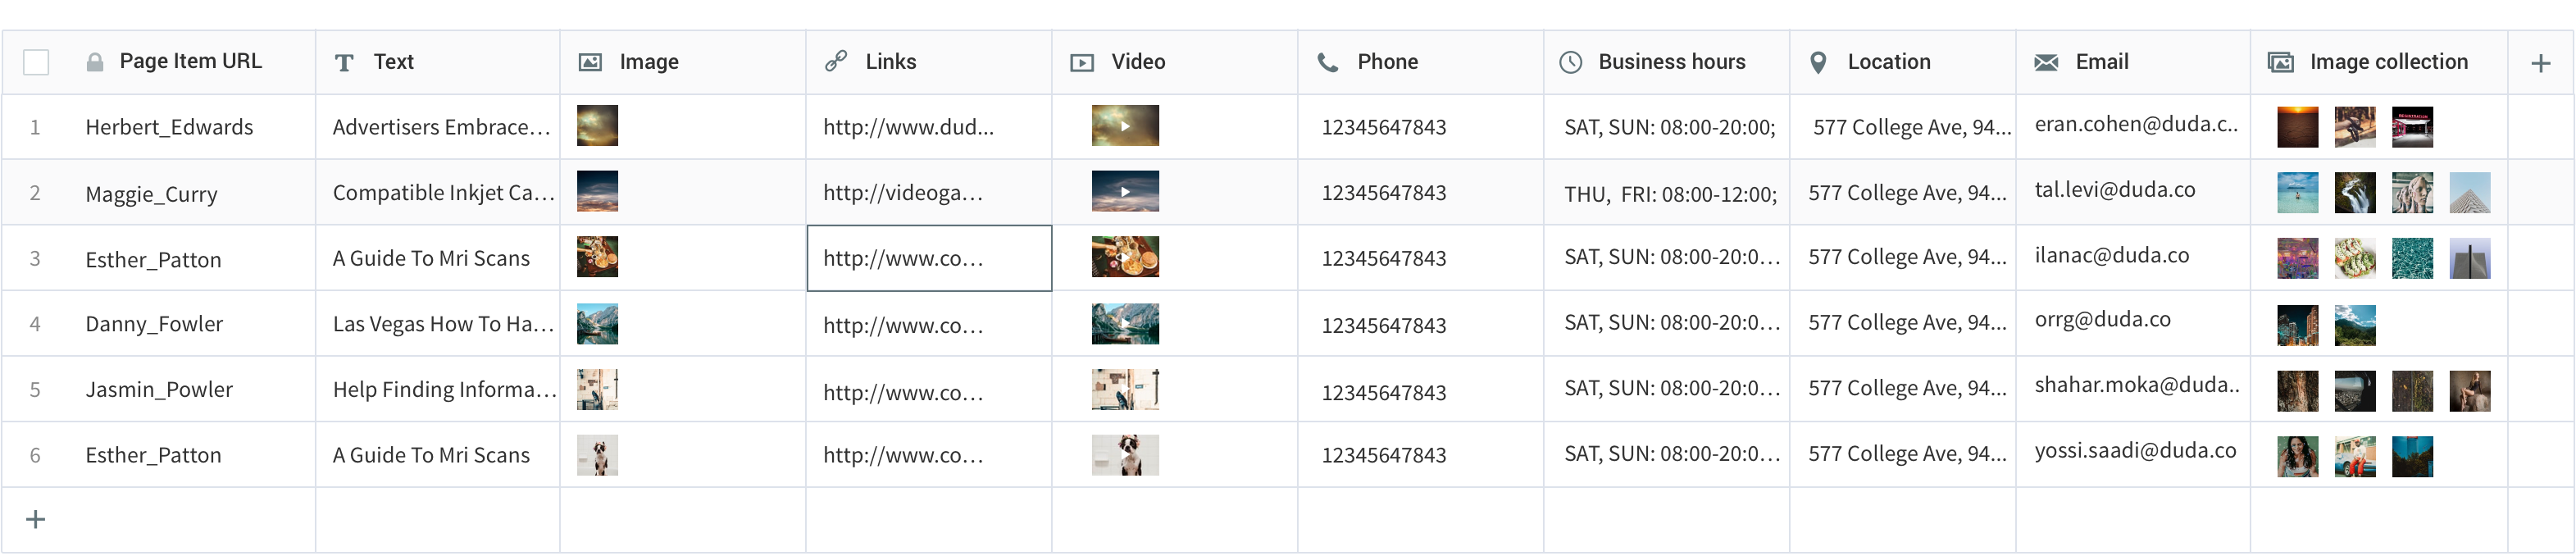 Page Item URL Text Image Links Video Phone Business hours Location Email Image collection
1 Herbert_Edwards Advertisers Embrace... http://www.dud... 12345647843 SAT, SUN: 08:00-20:00; 577 College Ave, 94... eran.cohen@duda.c..
2 Maggie_Curry Compatible Inkjet Ca... http://videoga... 12345647843 THU, FRI: 08:00-12:00; 577 College Ave, 94... tal.levi@duda.co
3 Esther_Patton A Guide To Mri Scans http://www.co... 12345647843 SAT, SUN: 08:00-20:0... 577 College Ave, 94... ilanac@duda.co
4 Danny_Fowler Las Vegas How To Ha... http://www.co... 12345647843 SAT, SUN: 08:00-20:0... 577 College Ave, 94... orrg@duda.co
5 Jasmin_Powler Help Finding Informa... http://www.co... 12345647843 SAT, SUN: 08:00-20:0... 577 College Ave, 94... shahar.moka@duda..
6 Esther_Patton A Guide To Mri Scans http://www.co... 12345647843 SAT, SUN: 08:00-20:0... 577 College Ave, 94... yossi.saadi@duda.co